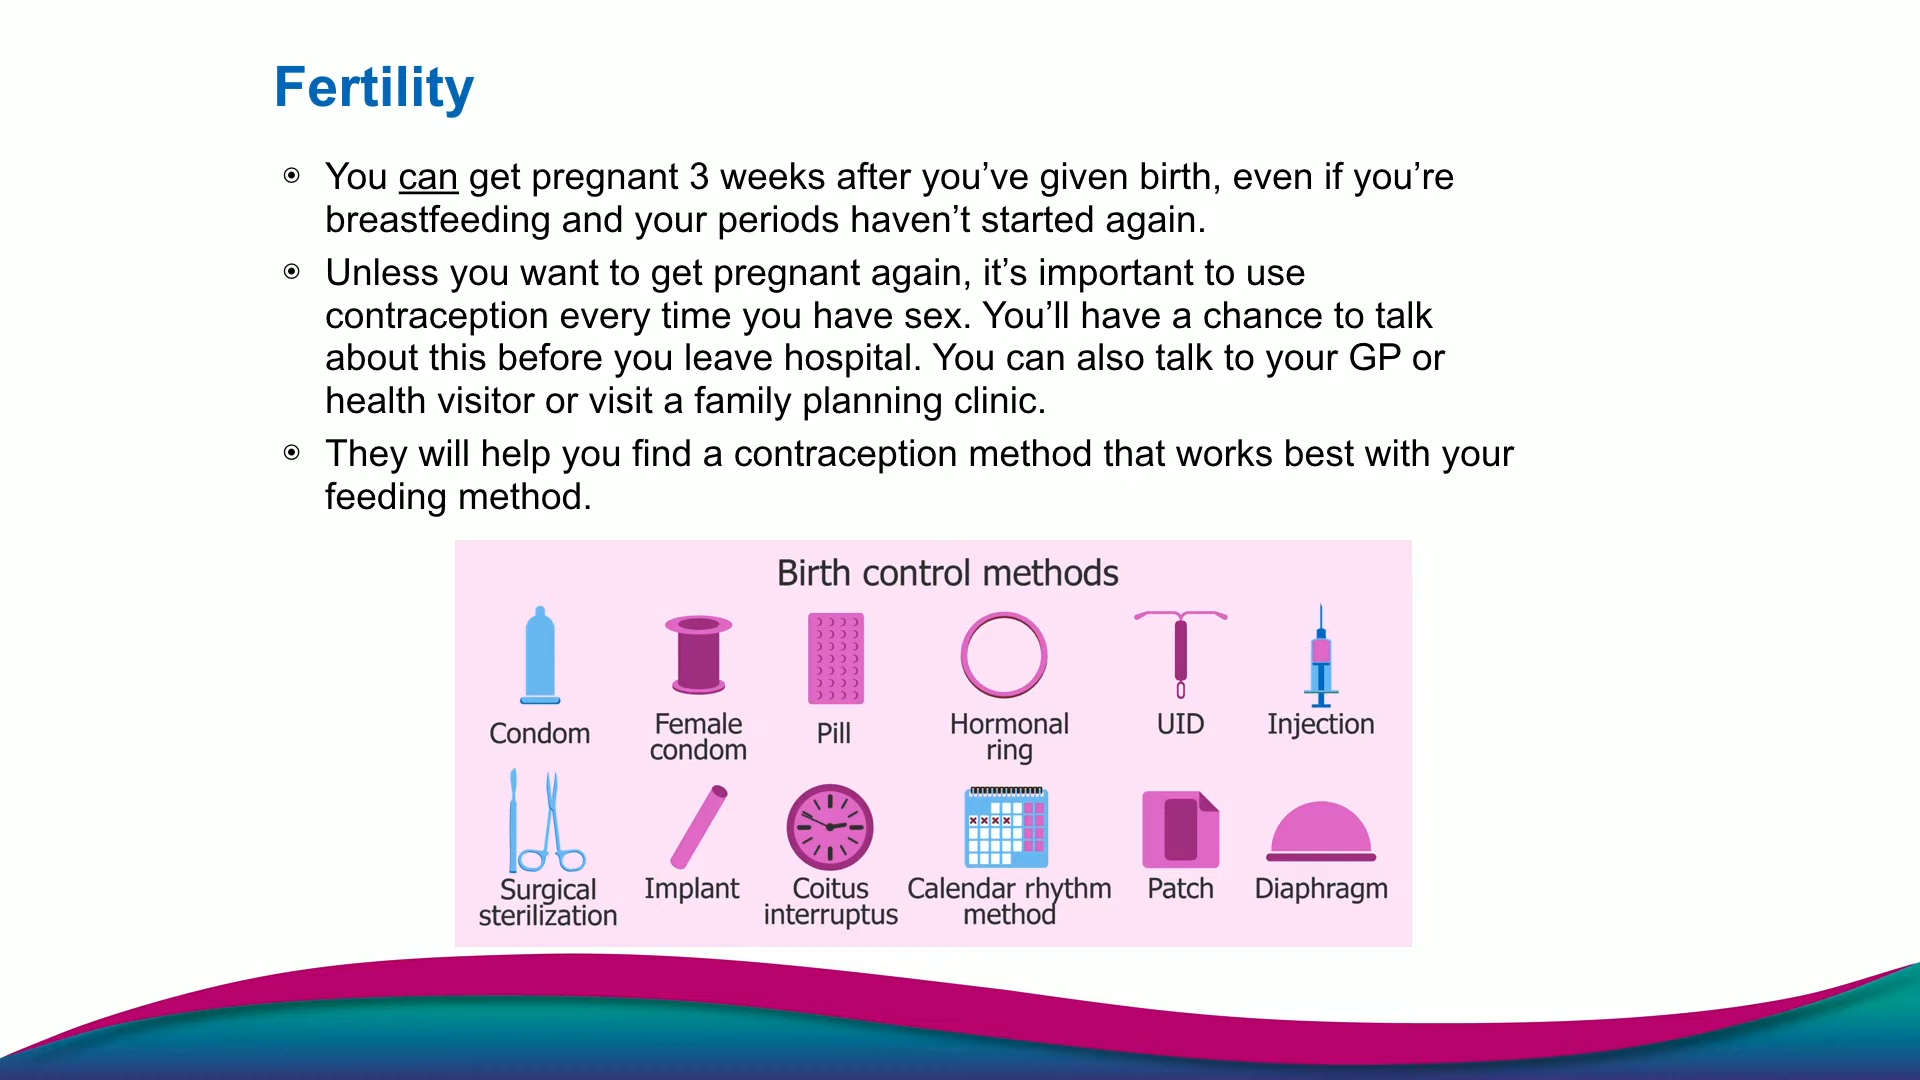 Fertility
You can get pregnant 3 weeks after you’ve given birth, even if you’re
breastfeeding and your periods haven’t started again.
Unless you want to get pregnant again, it’s important to use
contraception every time you have sex. You’ll have a chance to talk
about this before you leave hospital. You can also talk to your GP or
health visitor or visit a family planning clinic.
They will help you find a contraception method that works best with your
feeding method.
Birth control methods
Condom
Female
condom
Pill
Hormonal
ring
UID
Injection
Surgical
sterilization
Implant
Coitus
interruptus
Calendar rhythm
method
Patch
Diaphragm